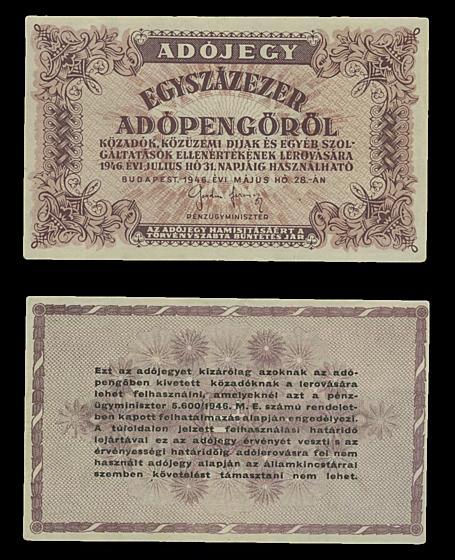 ADÓJEGY
EGYSZÁZEZER
ADÓPENGŐRŐL
KÖZADÓK, KÖZÜZEMI DIJAK ÉS EGYÉB SZOL-
GÁLTATÁSOK ELLENÉRTÉKÉNEK LEROVÁSÁRA
1946. ÉVI JULIUS HÓ 31. NAPJÁIG HASZNÁLHATÓ
BUDAPEST, 1946. ÉVI MÁJUS HÓ 28.-ÁN
PÉNZÜGYMINISZTER
AZ ADÓJEGY HAMISITÁSÁÉRT A
TÖRVÉNYSZABTA BÜNTETÉS JÁR
Ezt az adójegyet kizárólag azoknak az adó-
pengőben kivetett közadóknak a lerovására
lehet felhasználni, amelyeknél azt a pénz-
ügyminiszter 5.600/1946. M. E. számú rendelet-
ben kapott felhatalmazás alapján engedélyezi.
A túloldalon jelzett felhasználási határidő
lejártával ez az adójegy érvényét veszti s az
érvényességi határidőig adólerovásra fel nem
használt adójegy alapján az államkincstárral
szemben követelést támasztani nem lehet.